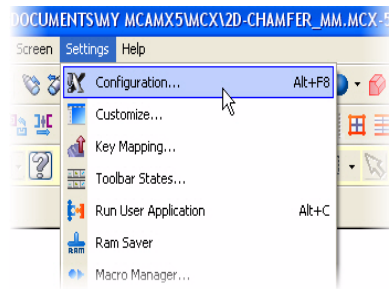 DOCUMENTS\MY MCAMX5\MCX\2D-CHAMFER_MM.MCX-5
Screen Settings Help
Configuration... Alt+F8
Customize...
Key Mapping...
Toolbar States...
Run User Application Alt+C
RAM Ram Saver
Macro Manager...